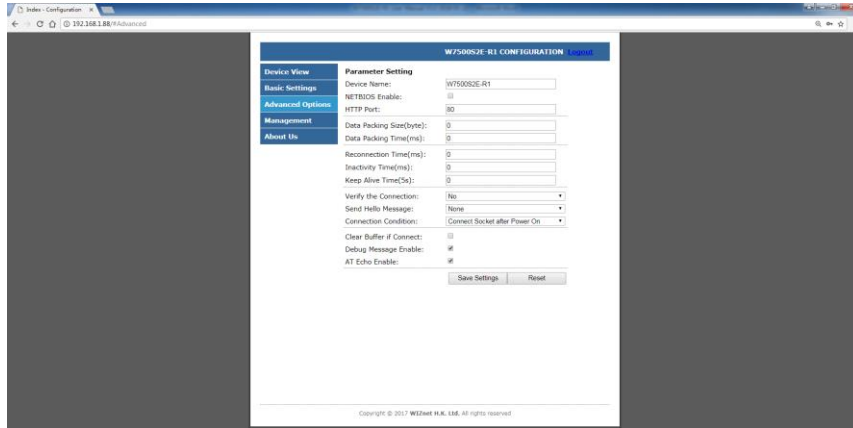 Index - Configuration
192.168.1.88/#Advanced
W7500S2E-R1 CONFIGURATION Logout
Device View
Basic Settings
Advanced Options
Management
About Us
Parameter Setting
Device Name: W7500S2E-R1
NETBIOS Enable:
HTTP Port: 80
Data Packing Size(byte): 0
Data Packing Time(ms): 0
Reconnection Time(ms): 0
Inactivity Time(ms): 0
Keep Alive Time(5s): 0
Verify the Connection: No
Send Hello Message: None
Connection Condition: Connect Socket after Power On
Clear Buffer if Connect:
Debug Message Enable:
AT Echo Enable:
Save Settings Reset
Copyright © 2017 WIZnet H.K. Ltd. All rights reserved